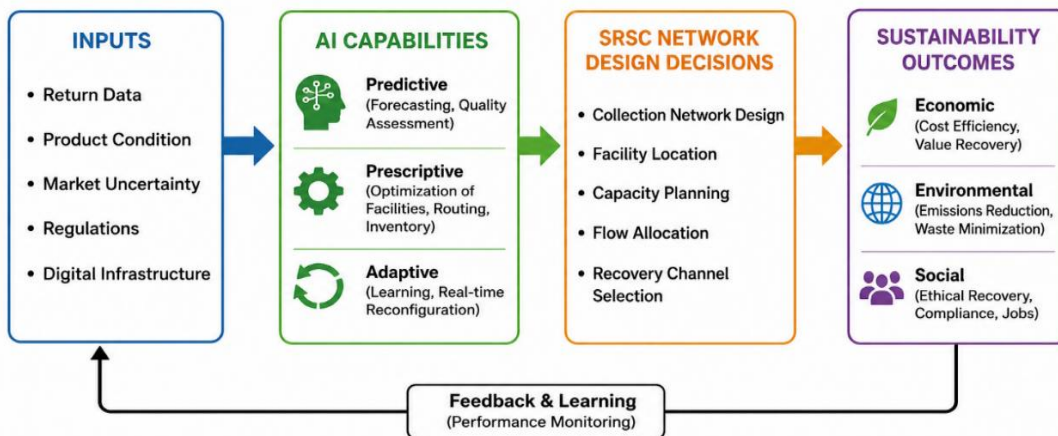 INPUTS
• Return Data
• Product Condition
• Market Uncertainty
• Regulations
• Digital Infrastructure
AI CAPABILITIES
Predictive
(Forecasting, Quality
Assessment)
Prescriptive
(Optimization of
Facilities, Routing,
Inventory)
Adaptive
(Learning, Real-time
Reconfiguration)
SRSC NETWORK
DESIGN DECISIONS
• Collection Network Design
• Facility Location
• Capacity Planning
• Flow Allocation
• Recovery Channel
Selection
SUSTAINABILITY
OUTCOMES
Economic
(Cost Efficiency,
Value Recovery)
Environmental
(Emissions Reduction,
Waste Minimization)
Social
(Ethical Recovery,
Compliance, Jobs)
Feedback & Learning
(Performance Monitoring)